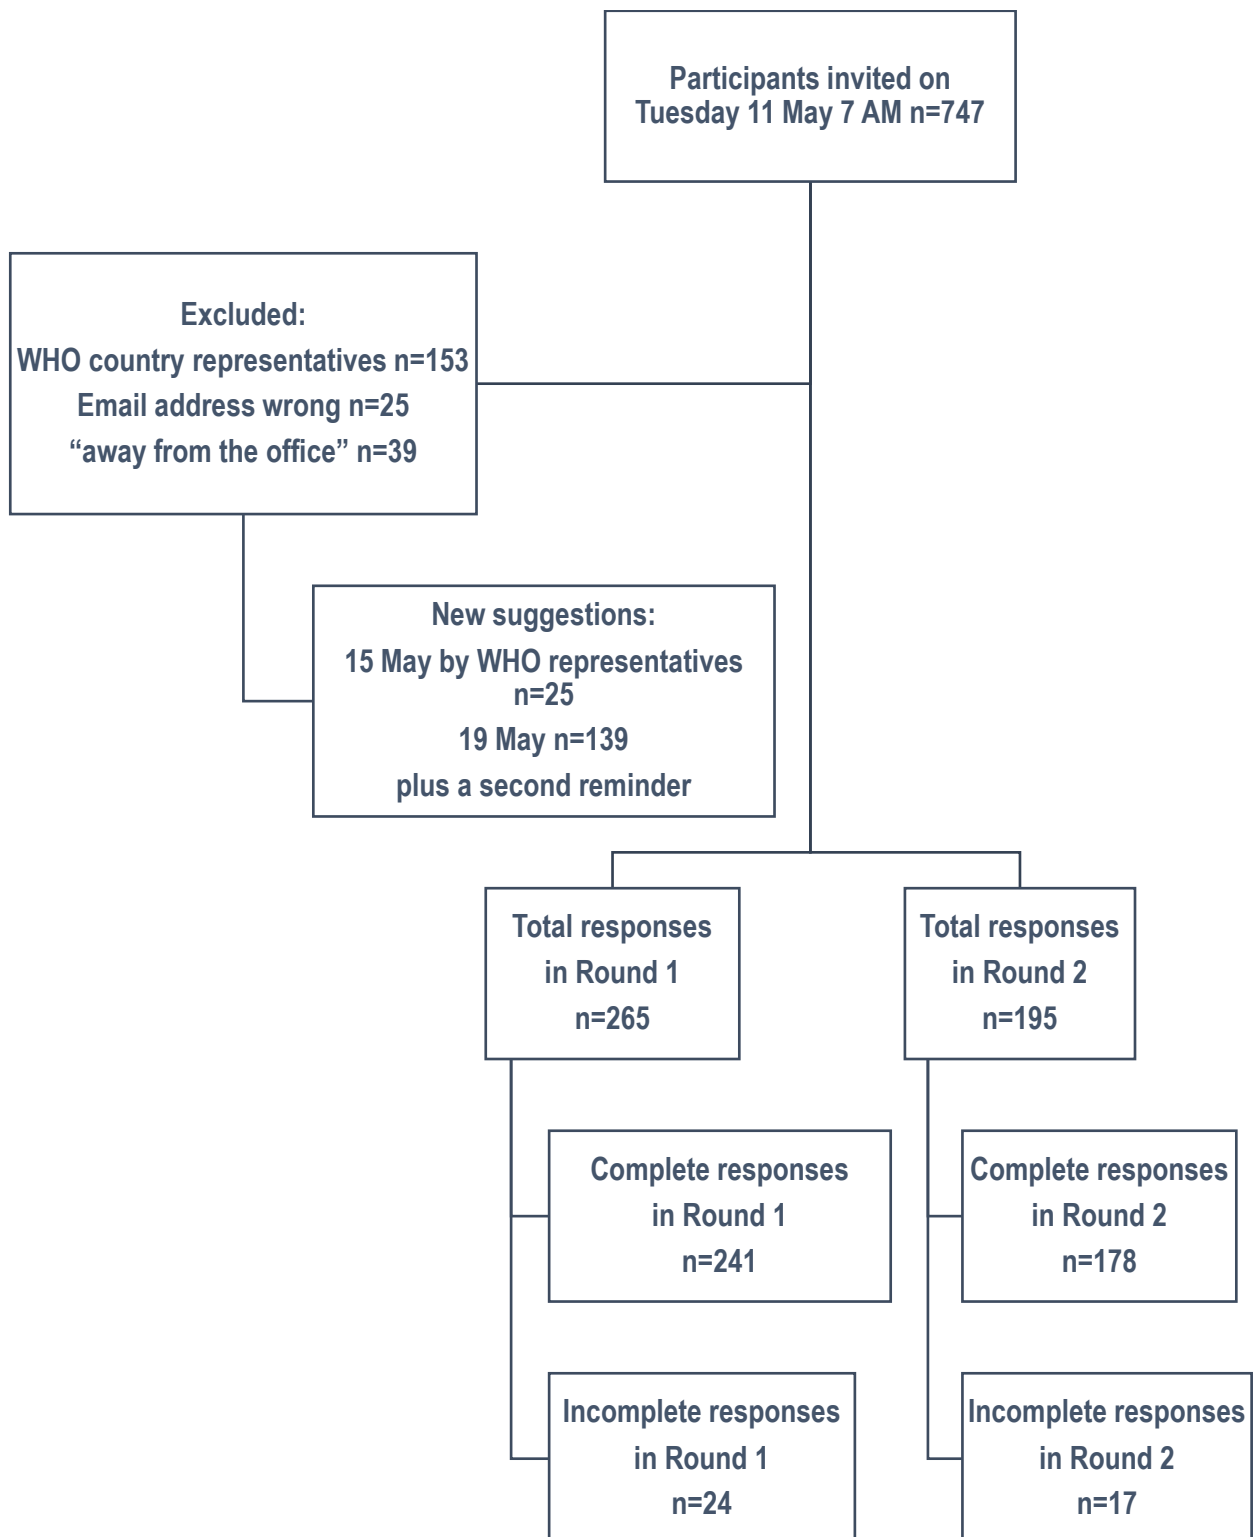 Participants invited on
Tuesday 11 May 7 AM n=747
Excluded:
WHO country representatives n=153
Email address wrong n=25
“away from the office” n=39
New suggestions:
15 May by WHO representatives
n=25
19 May n=139
plus a second reminder
Total responses
in Round 1
n=265
Total responses
in Round 2
n=195
Complete responses
in Round 1
n=241
Complete responses
in Round 2
n=178
Incomplete responses
in Round 1
n=24
Incomplete responses
in Round 2
n=17